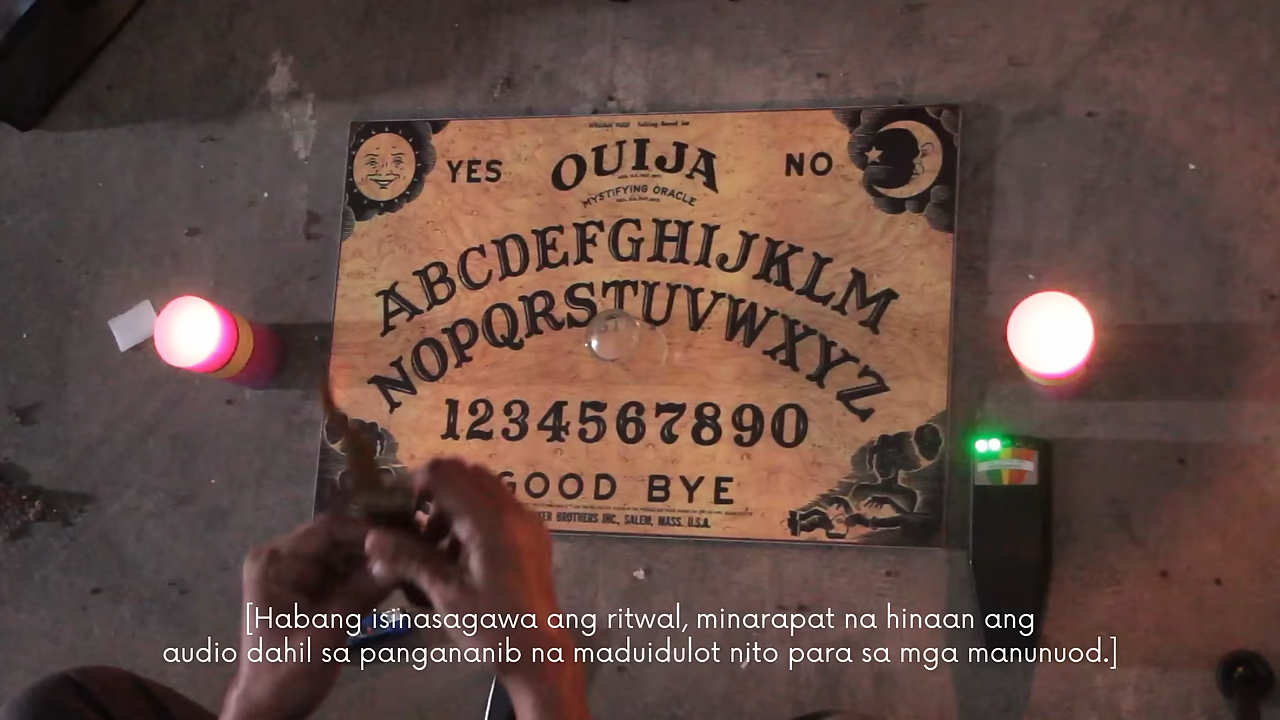 YES OUIJA NO
MYSTIFYING ORACLE
ABCDEFGHIJKLM
NOPQRSTUVWXYZ
1234567890
GOOD BYE
BROTHERS INC., SALEM, MASS. U.S.A.
[Habang isinasagawa ang ritwal, minarapat na hinaan ang
audio dahil sa pangananib na maduidulot nito para sa mga manunuod.]